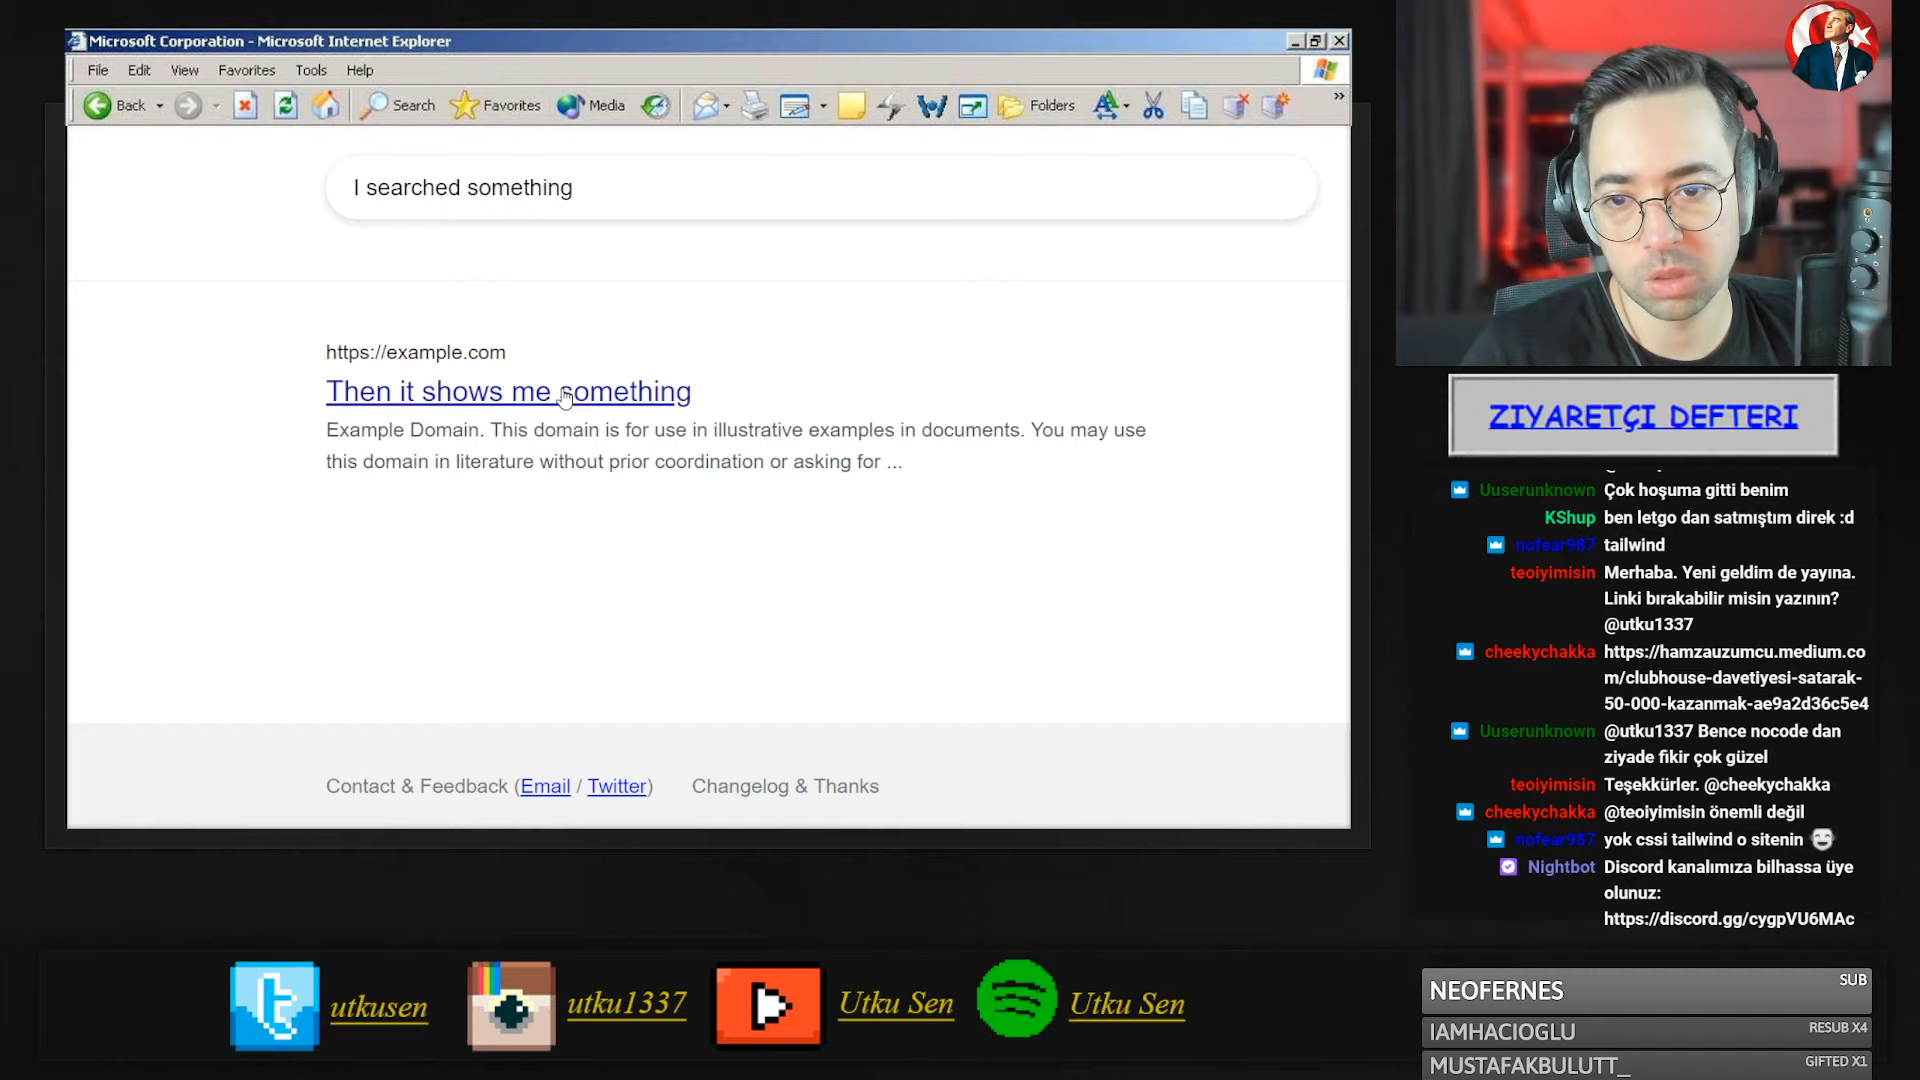 Microsoft Corporation - Microsoft Internet Explorer
File Edit View Favorites Tools Help
Back Search Favorites Media Folders
I searched something
https://example.com
Then it shows me something
Example Domain. This domain is for use in illustrative examples in documents. You may use
this domain in literature without prior coordination or asking for ...
Contact & Feedback (Email / Twitter) Changelog & Thanks
ZIYARETÇI DEFTERI
Uuserunknown Çok hoşuma gitti benim
KShup ben letgo dan satmıştım direk :d
nofear987 tailwind
teoiyimisin Merhaba. Yeni geldim de yayına.
Linki bırakabilir misin yazının?
@utku1337
cheekychakka https://hamzauzumcu.medium.co
m/clubhouse-davetiyesi-satarak-
50-000-kazanmak-ae9a2d36c5e4
Uuserunknown @utku1337 Bence nocode dan
ziyade fikir çok güzel
teoiyimisin Teşekkürler. @cheekychakka
cheekychakka @teoiyimisin önemli değil
nofear987 yok cssi tailwind o sitenin
Nightbot Discord kanalımıza bilhassa üye
olunuz:
https://discord.gg/cygpVU6MAc
utkusen utku1337 Utku Sen Utku Sen
NEOFERNES SUB
IAMHACIOGLU RESUB X4
MUSTAFAKBULUTT_ GIFTED X1